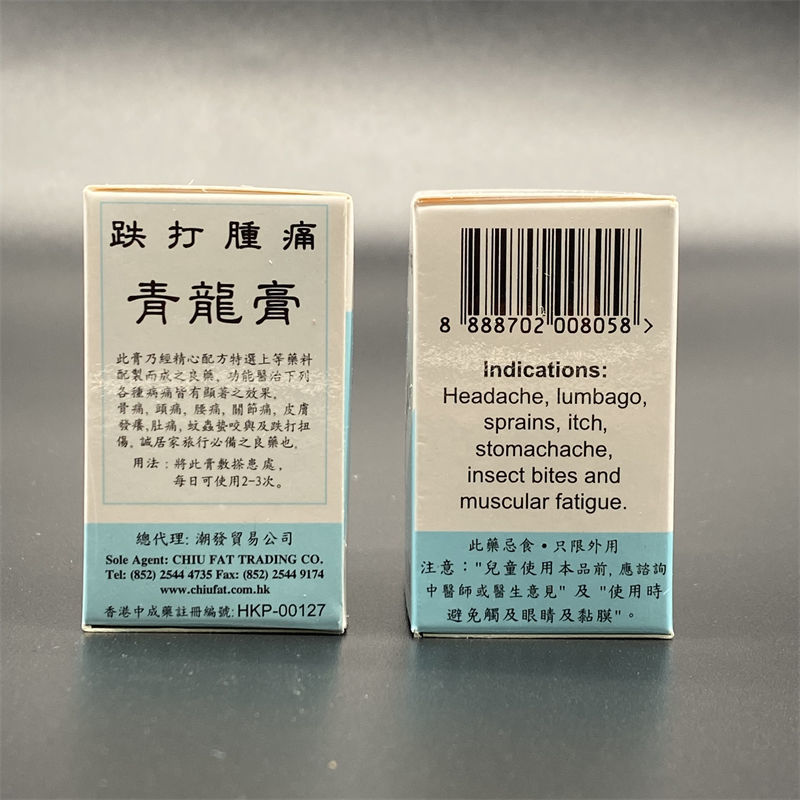 跌打腫痛
青龍膏
此膏乃經精心配方特選上等藥料
配製而成之良藥，功能醫治下列
各種病痛皆有顯著之效果。
骨痛，頭痛，腰痛，關節痛，皮膚
發癢，肚痛，蚊蟲蟄咬與及跌打扭
傷。誠居家旅行必備之良藥也。
用法：將此膏敷搽患處，
每日可使用2-3次。
總代理: 潮發貿易公司
Sole Agent: CHIU FAT TRADING CO.
Tel: (852) 2544 4735 Fax: (852) 2544 9174
www.chiufat.com.hk
香港中成藥註冊編號: HKP-00127
8 888702 008058 >
Indications:
Headache, lumbago,
sprains, itch,
stomachache,
insect bites and
muscular fatigue.
此藥忌食•只限外用
注意："兒童使用本品前，應諮詢
中醫師或醫生意見" 及 "使用時
避免觸及眼睛及黏膜"。